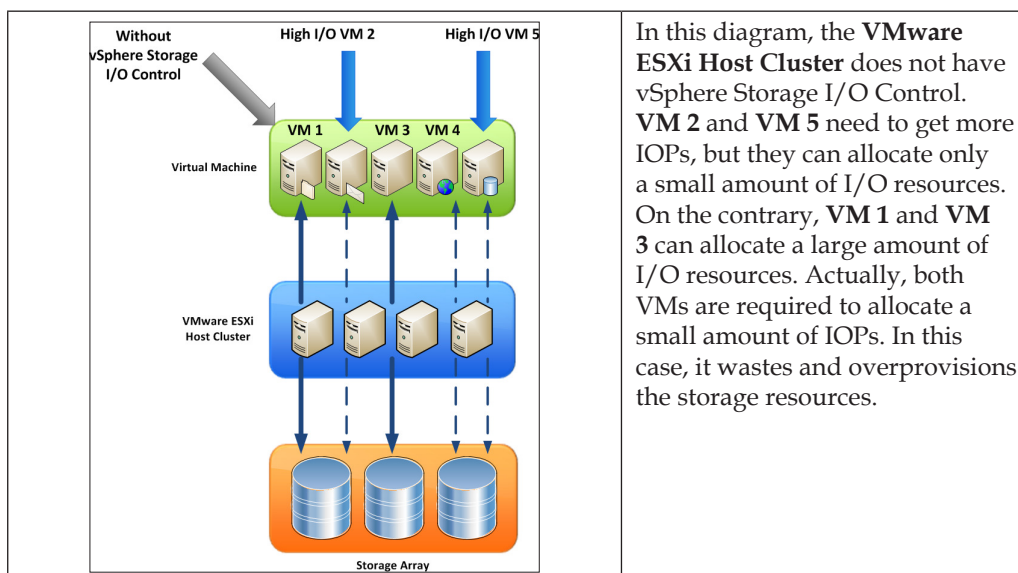 Without
vSphere Storage
I/O Control
High I/O VM 2
High I/O VM 5
VM 1
VM 3
VM 4
Virtual Machine
VMware ESXi
Host Cluster
Storage Array
In this diagram, the VMware
ESXi Host Cluster does not have
vSphere Storage I/O Control.
VM 2 and VM 5 need to get more
IOPs, but they can allocate only
a small amount of I/O resources.
On the contrary, VM 1 and VM
3 can allocate a large amount of
I/O resources. Actually, both
VMs are required to allocate a
small amount of IOPs. In this
case, it wastes and overprovisions
the storage resources.